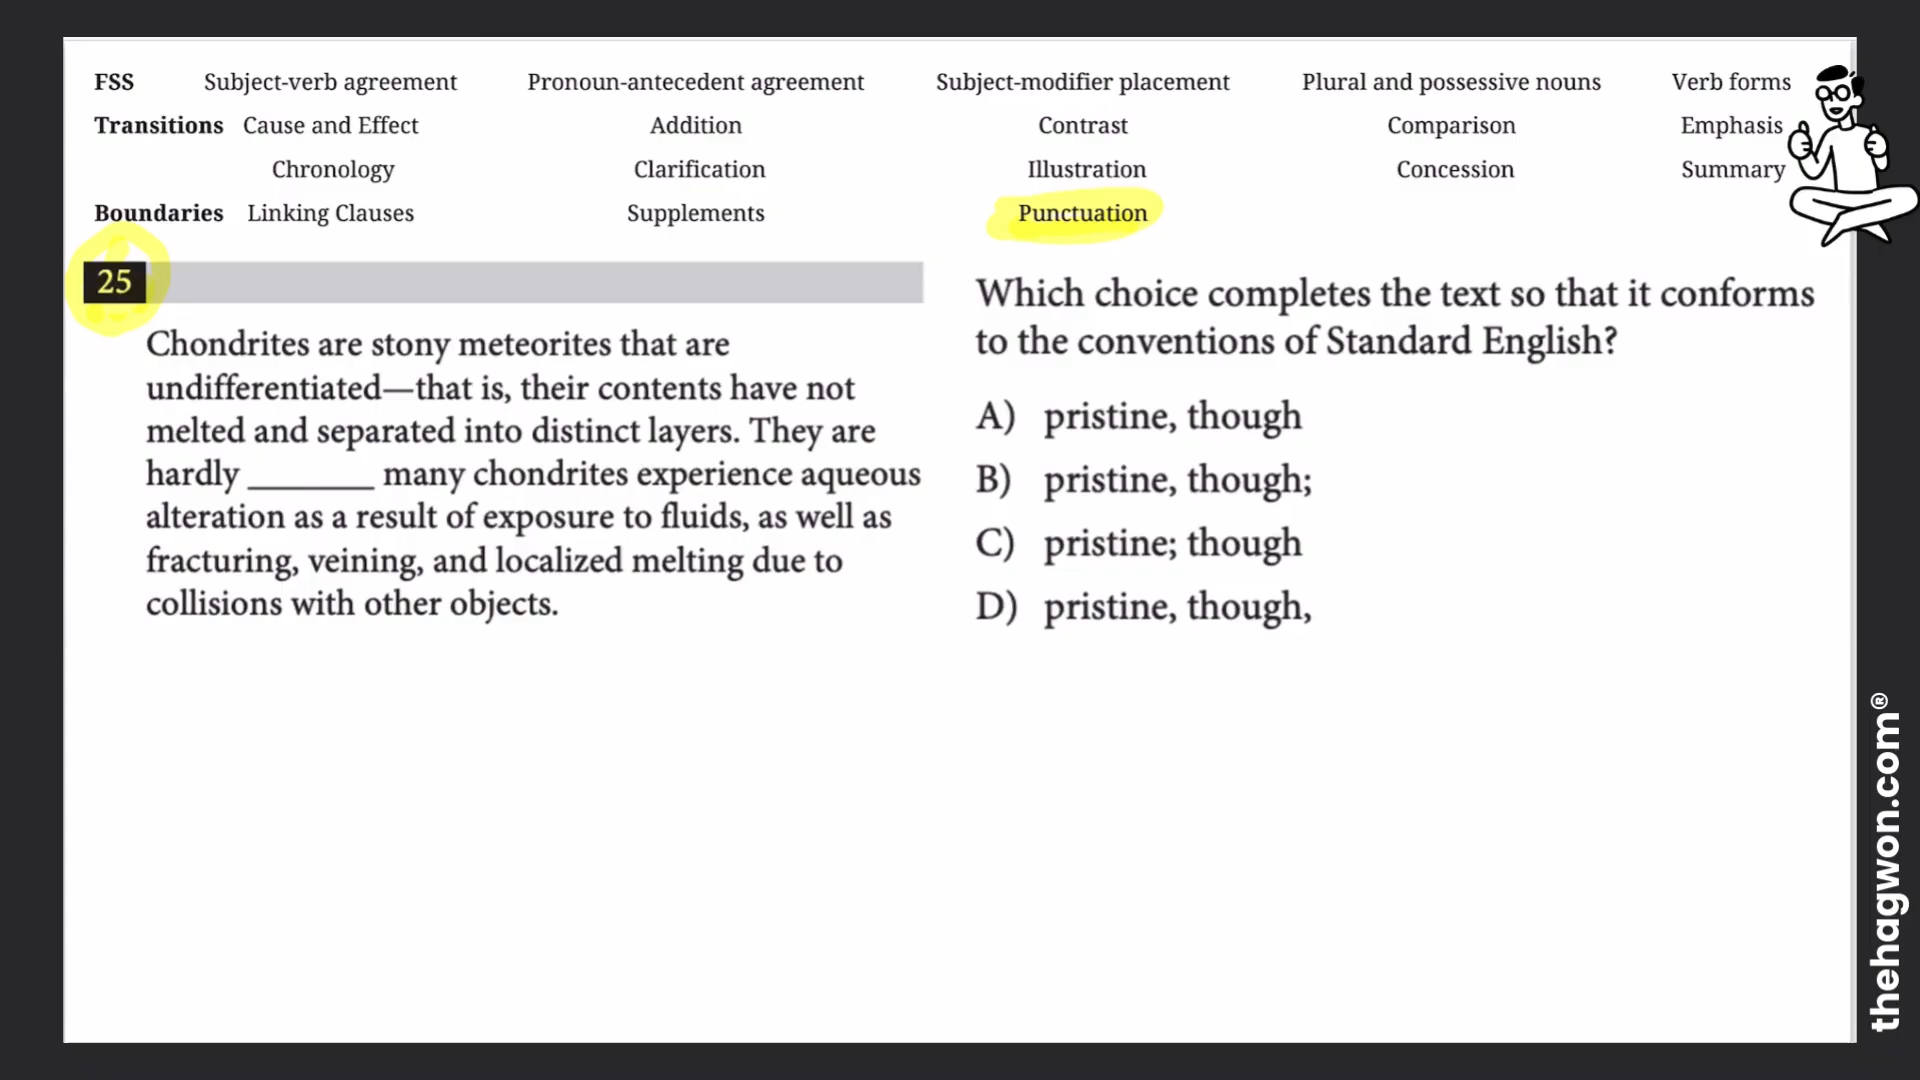 FSS Subject-verb agreement Pronoun-antecedent agreement Subject-modifier placement Plural and possessive nouns Verb forms
Transitions Cause and Effect Addition Contrast Comparison Emphasis
Chronology Clarification Illustration Concession Summary
Boundaries Linking Clauses Supplements Punctuation
25
Chondrites are stony meteorites that are
undifferentiated—that is, their contents have not
melted and separated into distinct layers. They are
hardly ______ many chondrites experience aqueous
alteration as a result of exposure to fluids, as well as
fracturing, veining, and localized melting due to
collisions with other objects.
Which choice completes the text so that it conforms
to the conventions of Standard English?
A) pristine, though
B) pristine, though;
C) pristine; though
D) pristine, though,
thehagwon.com®